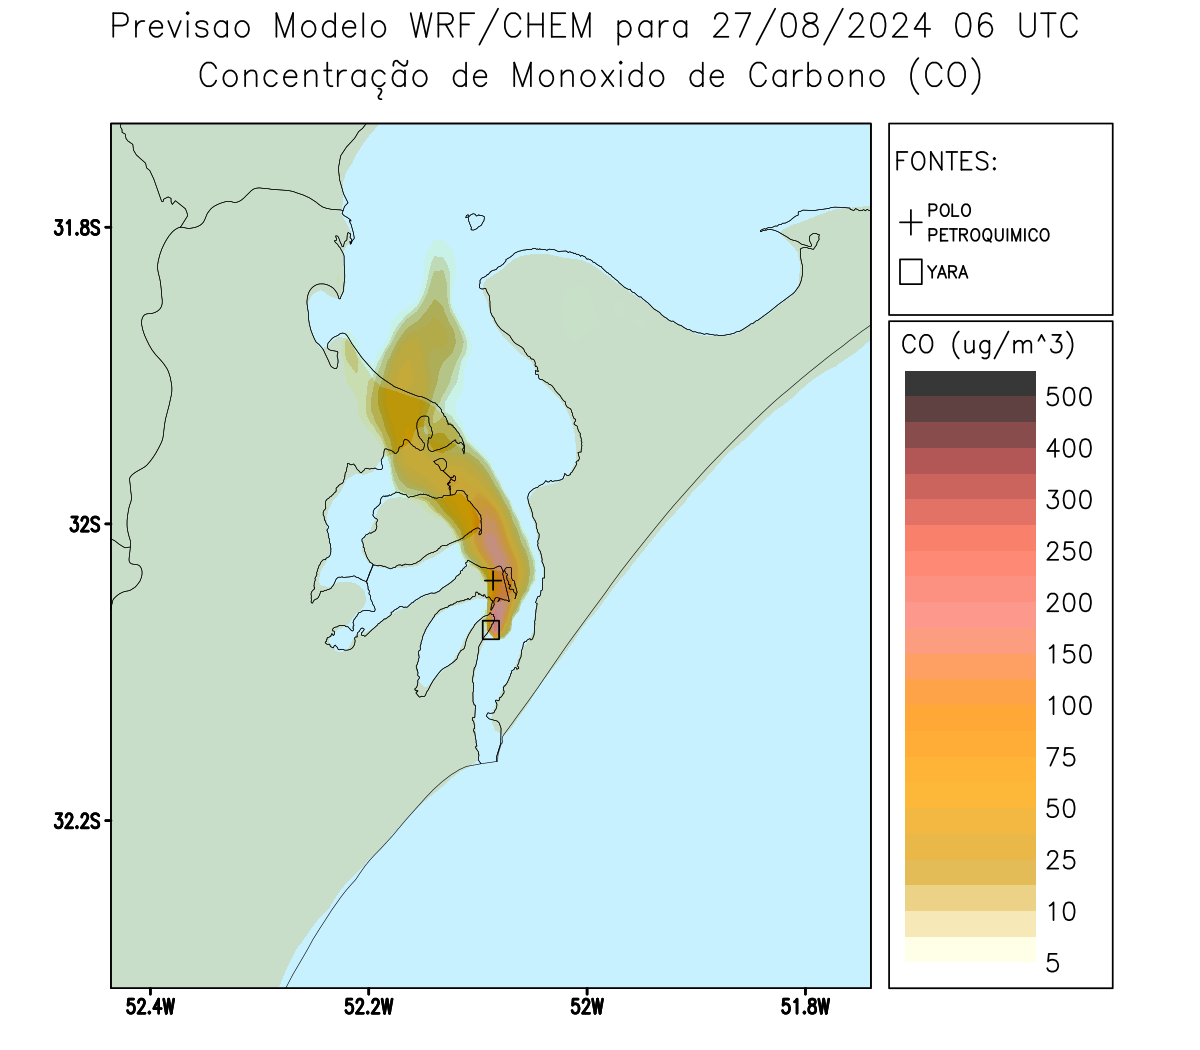 Previsao Modelo WRF/CHEM para 27/08/2024 06 UTC
Concentração de Monoxido de Carbono (CO)
FONTES:
POLO
PETROQUIMICO
YARA
CO (ug/m^3)
500
400
300
250
200
150
100
75
50
25
10
5
31.8S
32S
32.2S
52.4W
52.2W
52W
51.8W